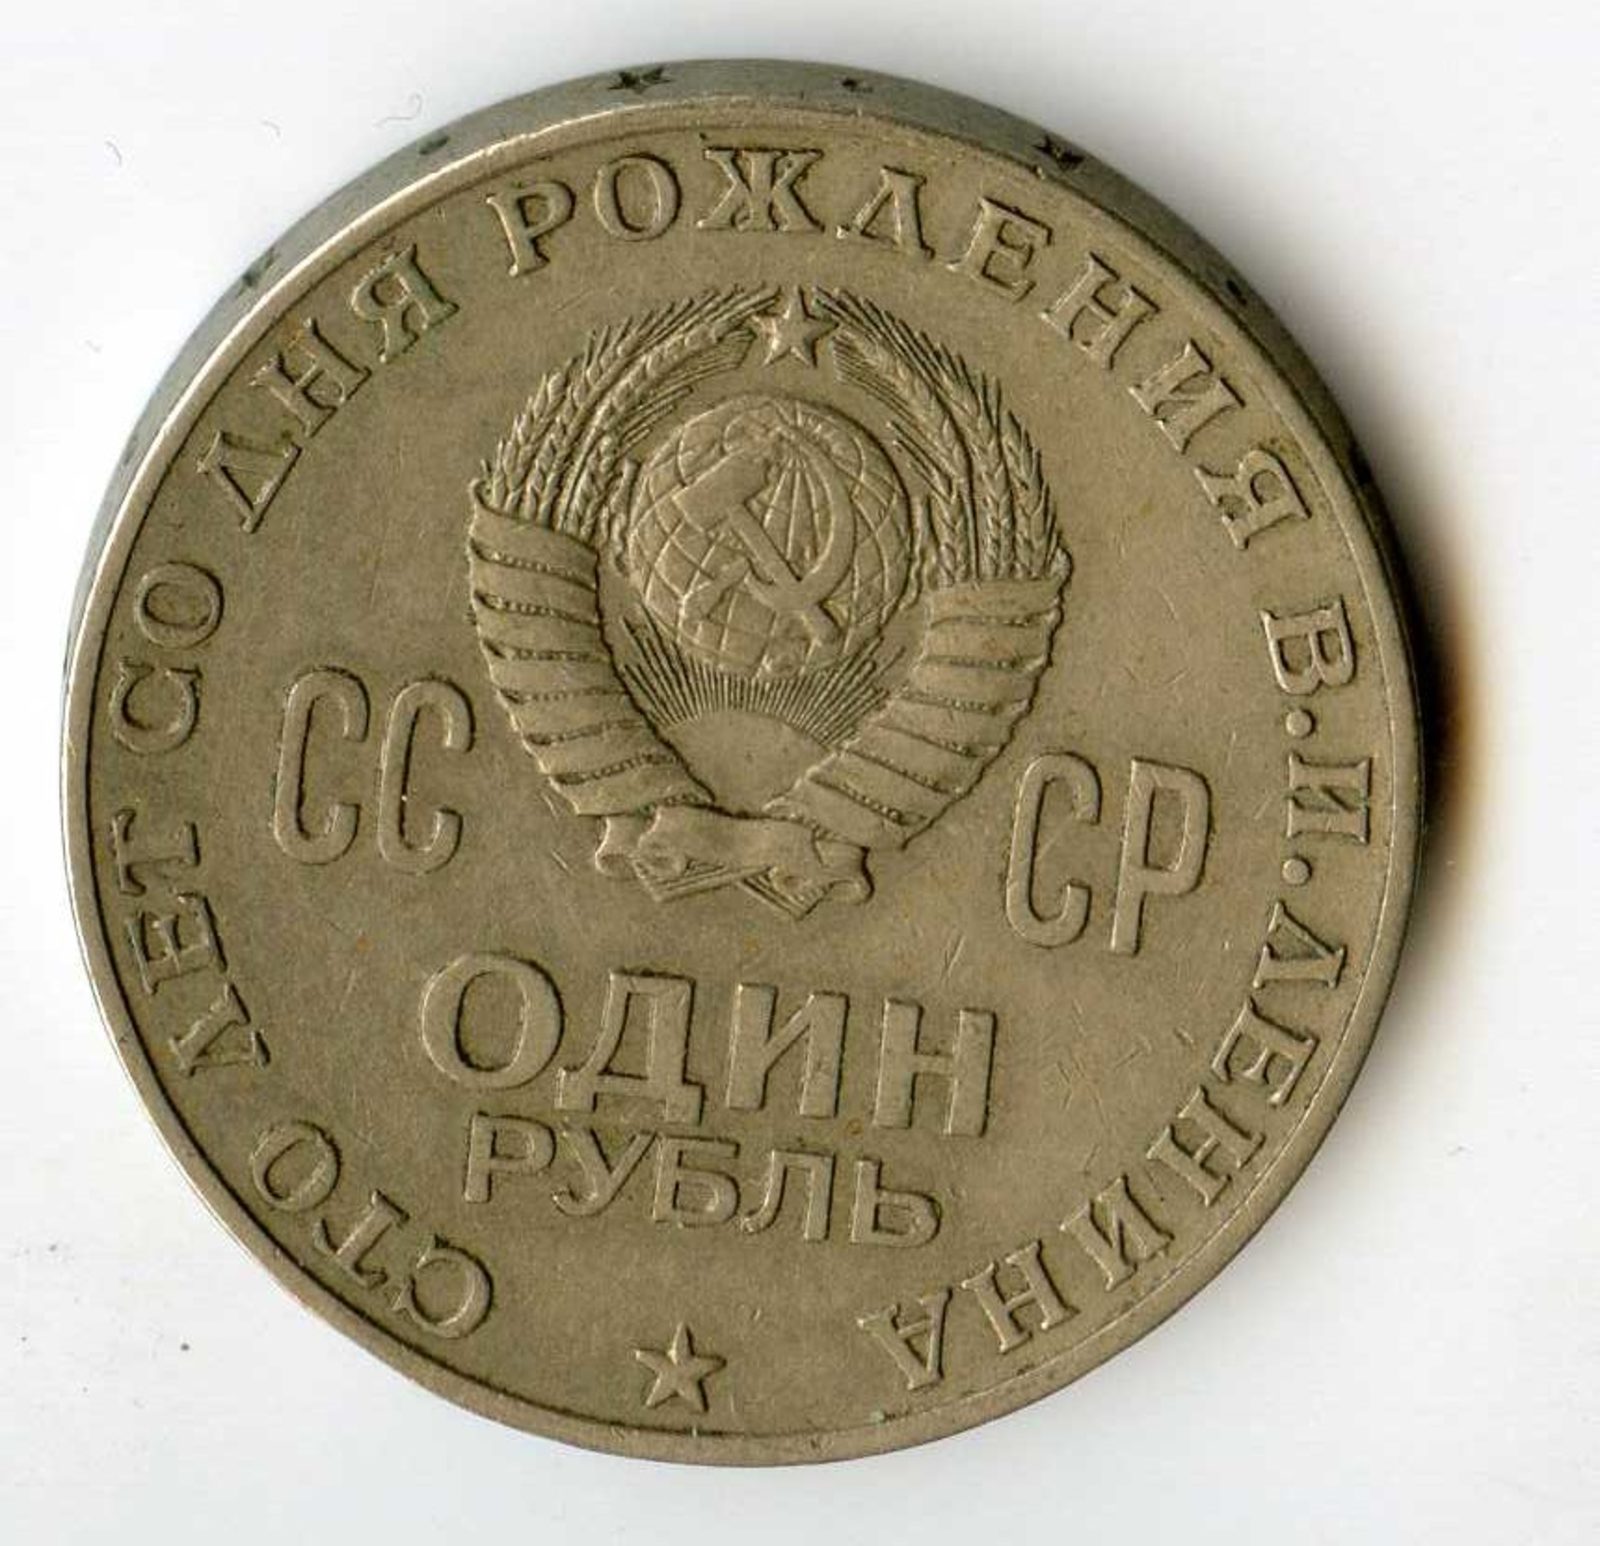 СТО ЛЕТ СО ДНЯ РОЖДЕНИЯ В.И.ЛЕНИНА
СС СР
ОДИН
РУБЛЬ